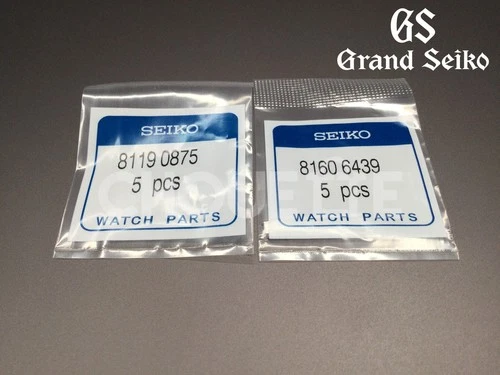 GS
Grand Seiko
SEIKO
8119 0875
5 pcs
WATCH PARTS
SEIKO
8160 6439
5 pcs
WATCH PARTS